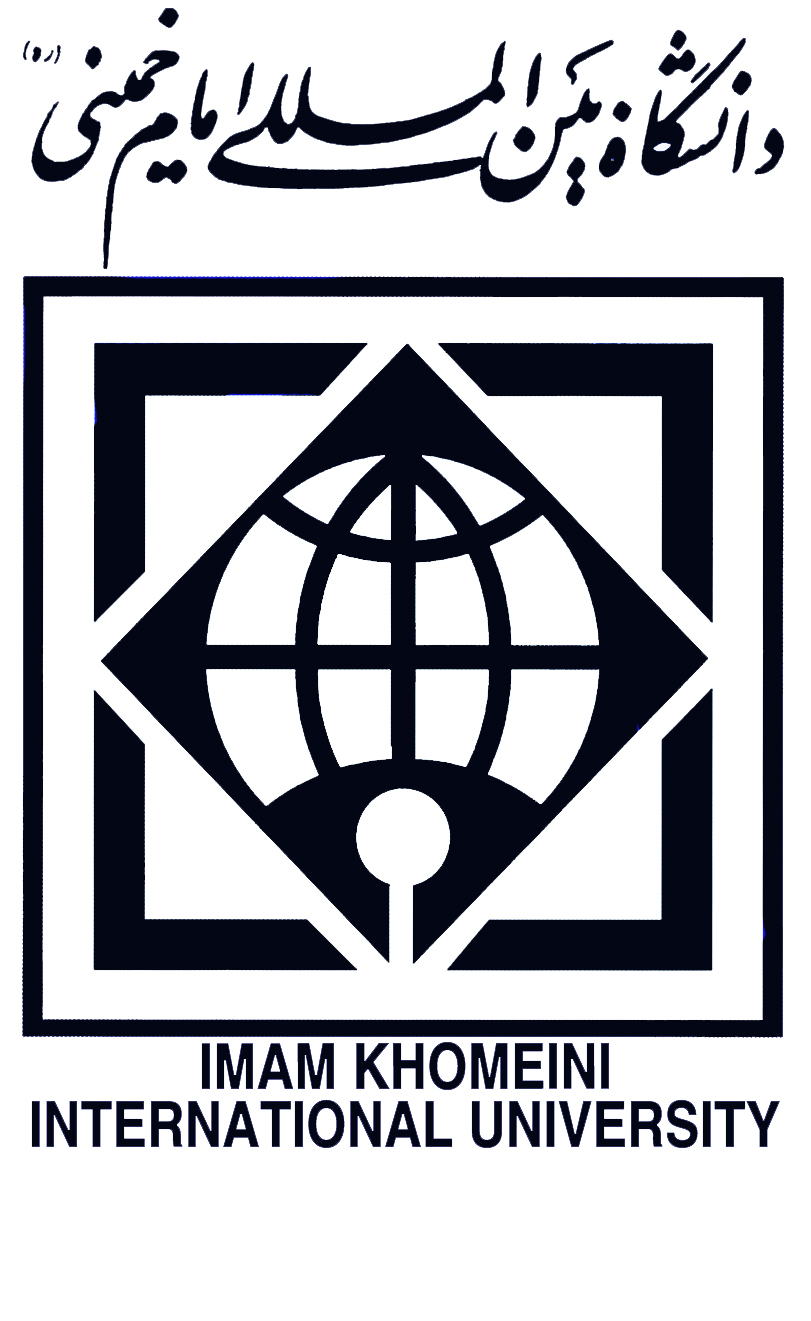 دانشگاه بین المللی امام خمینی (ره)
IMAM KHOMEINI
INTERNATIONAL UNIVERSITY